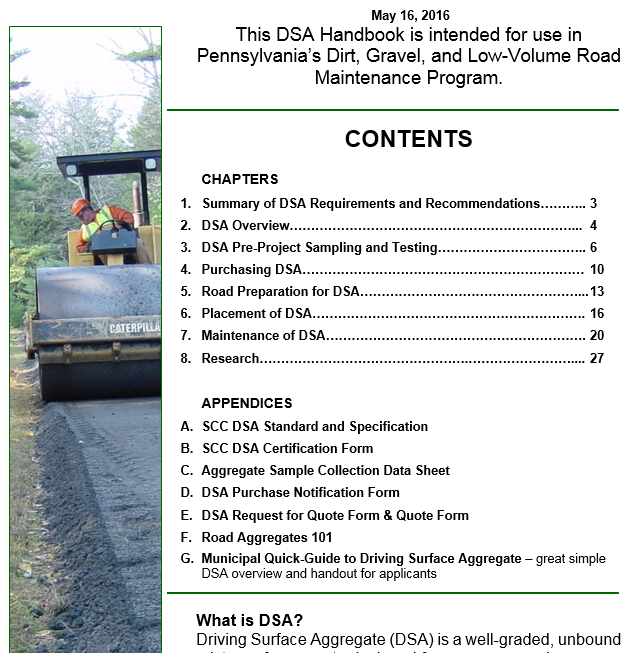 May 16, 2016
This DSA Handbook is intended for use in
Pennsylvania's Dirt, Gravel, and Low-Volume Road
Maintenance Program.
CONTENTS
CHAPTERS
1. Summary of DSA Requirements and Recommendations……….. 3
2. DSA Overview………………………………………………………... 4
3. DSA Pre-Project Sampling and Testing………………………….. 6
4. Purchasing DSA……………………………………………………… 10
5. Road Preparation for DSA…………………………………………...13
6. Placement of DSA………………………………………………….. 16
7. Maintenance of DSA……………………………………………….. 20
8. Research…………………………………………………………….... 27
APPENDICES
A. SCC DSA Standard and Specification
B. SCC DSA Certification Form
C. Aggregate Sample Collection Data Sheet
D. DSA Purchase Notification Form
E. DSA Request for Quote Form & Quote Form
F. Road Aggregates 101
G. Municipal Quick-Guide to Driving Surface Aggregate – great simple
DSA overview and handout for applicants
What is DSA?
Driving Surface Aggregate (DSA) is a well-graded, unbound
CATERPILLA